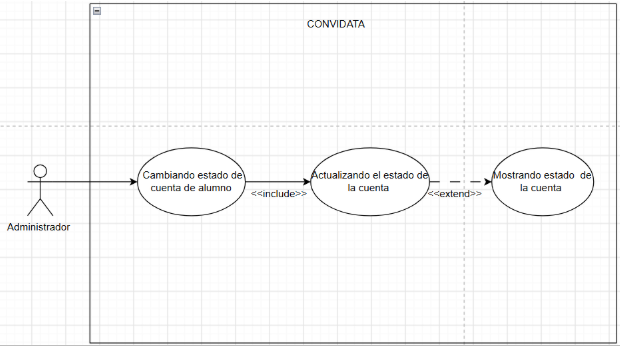 CONVIDATA
Cambiando estado de
cuenta de alumno
Actualizando el estado de
la cuenta
Mostrando estado de
la cuenta
<<include>>
<<extend>>
Administrador